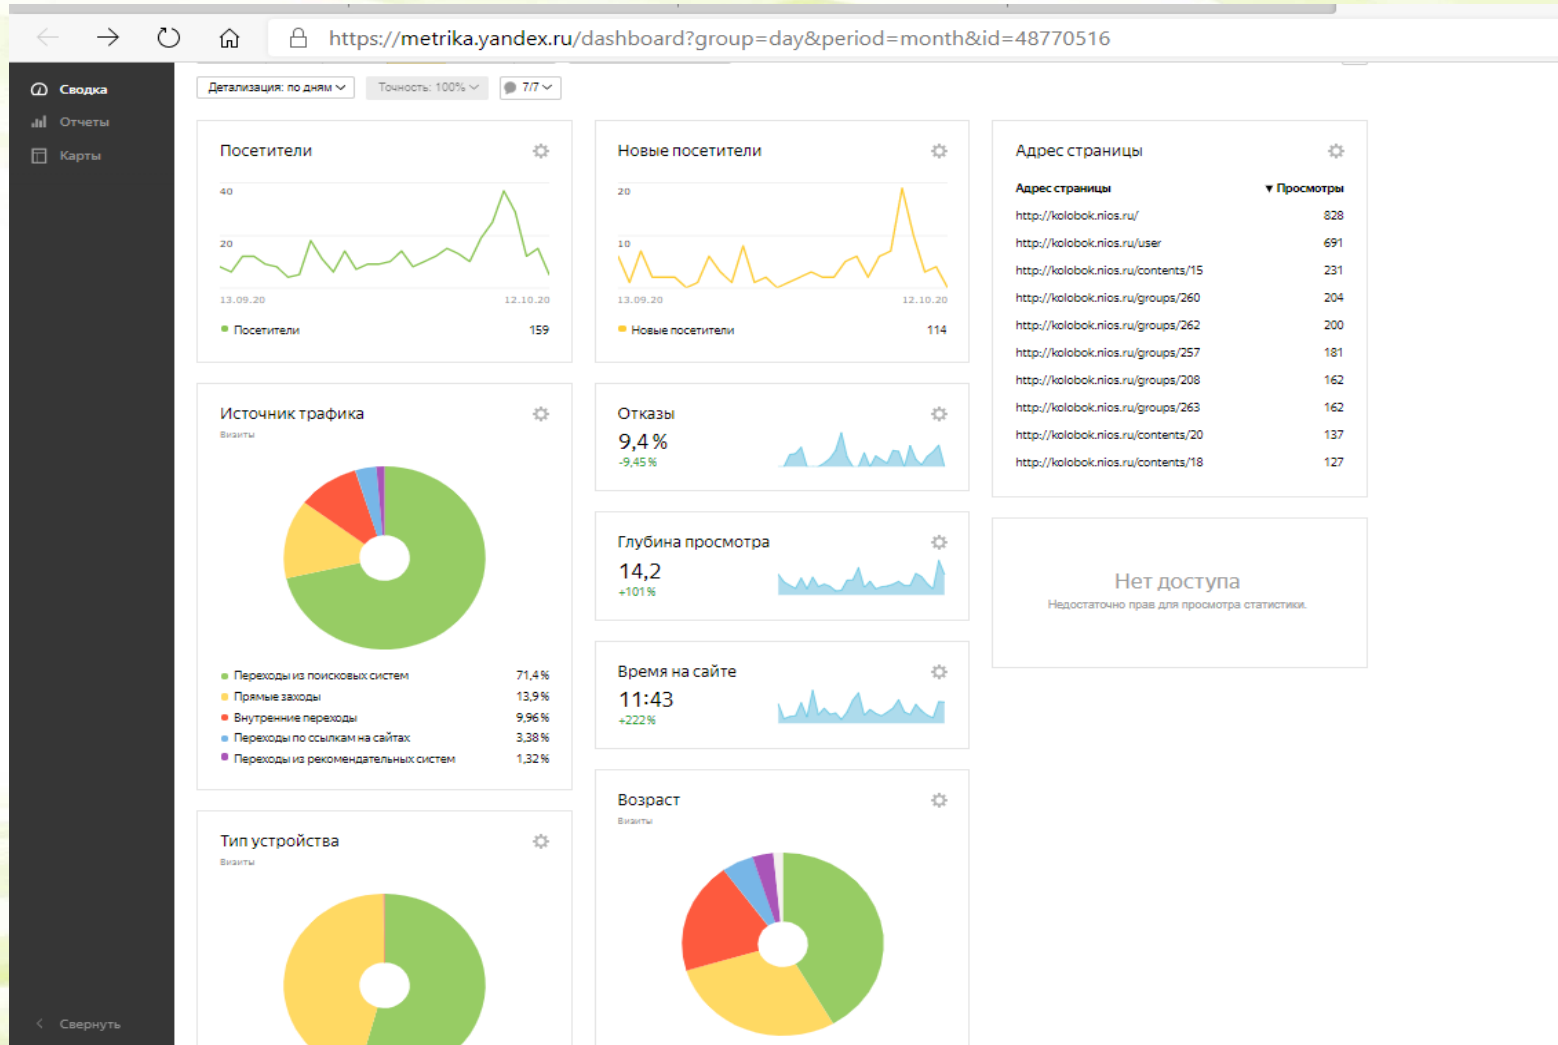 https://metrika.yandex.ru/dashboard?group=day&period=month&id=48770516
Сводка
Отчеты
Карты
Свернуть
Детализация: по дням
Точность: 100%
7/7
Посетители
40
20
13.09.20 12.10.20
Посетители 159
Новые посетители
20
10
13.09.20 12.10.20
Новые посетители 114
Адрес страницы
Адрес страницы ▼ Просмотры
http://kolobok.nios.ru/ 828
http://kolobok.nios.ru/user 691
http://kolobok.nios.ru/contents/15 231
http://kolobok.nios.ru/groups/260 204
http://kolobok.nios.ru/groups/262 200
http://kolobok.nios.ru/groups/257 181
http://kolobok.nios.ru/groups/208 162
http://kolobok.nios.ru/groups/263 162
http://kolobok.nios.ru/contents/20 137
http://kolobok.nios.ru/contents/18 127
Источник трафика
Визиты
Переходы из поисковых систем 71,4%
Прямые заходы 13,9%
Внутренние переходы 9,96%
Переходы по ссылкам на сайтах 3,38%
Переходы из рекомендательных систем 1,32%
Отказы
9,4%
-9,45%
Глубина просмотра
14,2
+101%
Время на сайте
11:43
+222%
Нет доступа
Недостаточно прав для просмотра статистики.
Тип устройства
Визиты
Возраст
Визиты